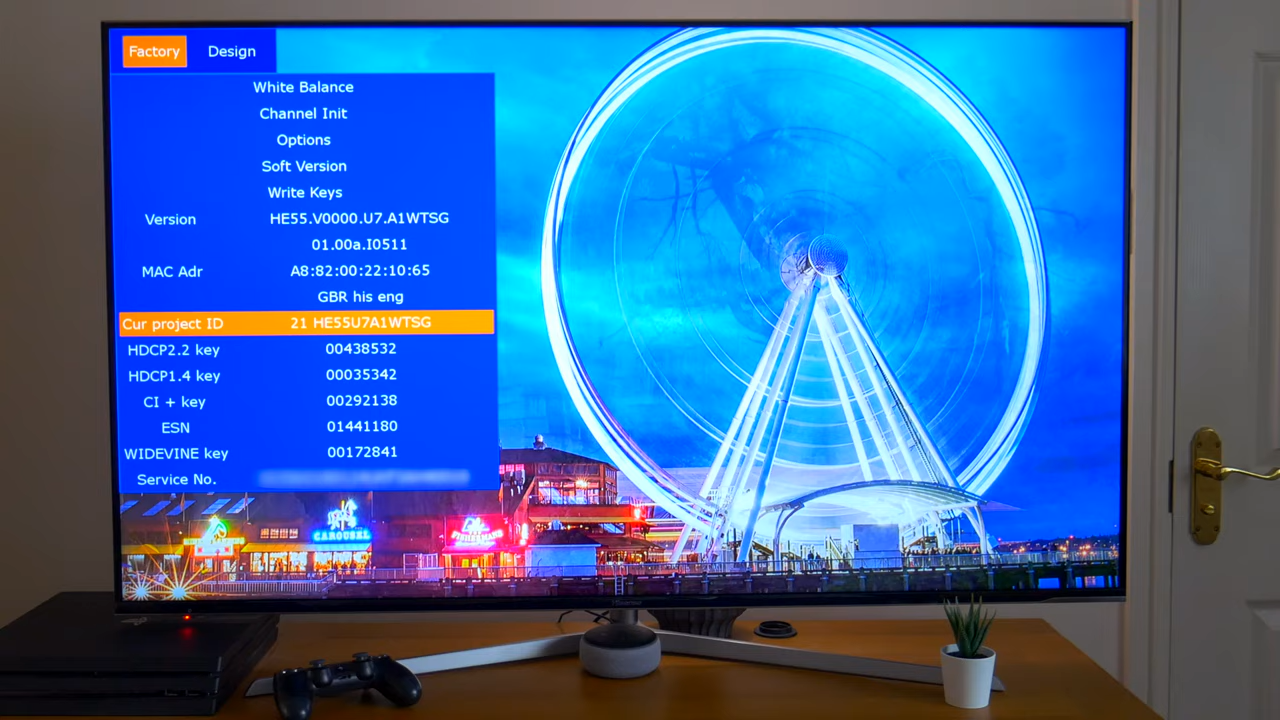 Factory Design
White Balance
Channel Init
Options
Soft Version
Write Keys
Version HE55.V0000.U7.A1WTSG
01.00a.I0511
MAC Adr A8:82:00:22:10:65
GBR his eng
Cur project ID 21 HE55U7A1WTSG
HDCP2.2 key 00438532
HDCP1.4 key 00035342
CI + key 00292138
ESN 01441180
WIDEVINE key 00172841
Service No.
CAROUSEL
FISHERMAN'S
Hisense